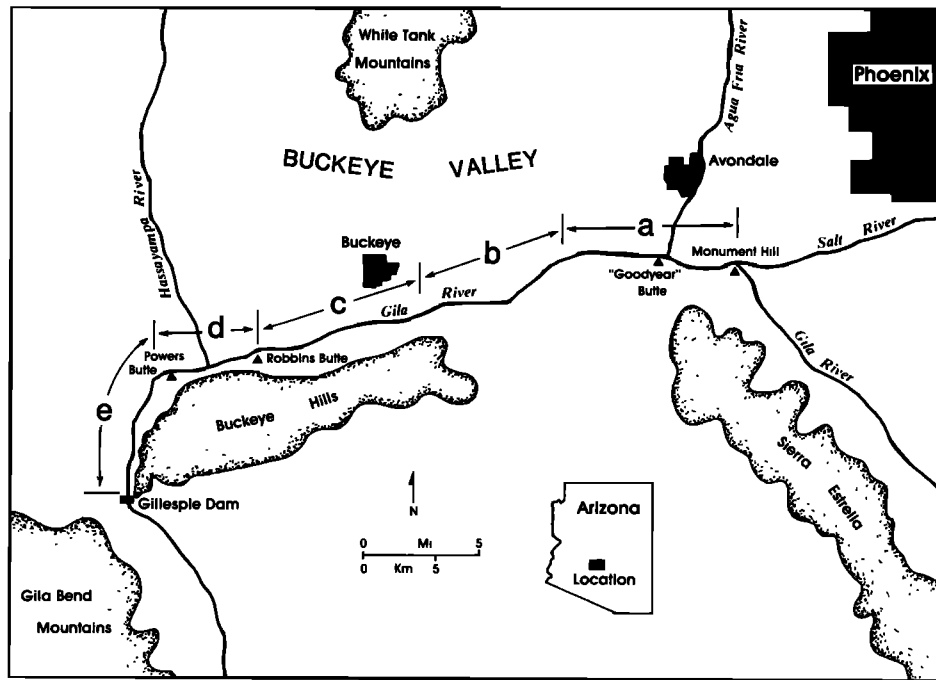 White Tank
Mountains
Agua Fria River
Phoenix
BUCKEYE VALLEY
Avondale
Hassayampa River
Buckeye
a
b
c
d
e
Monument Hill
Salt River
"Goodyear"
Butte
Gila River
Powers
Butte
Robbins Butte
Gila River
Buckeye Hills
Sierra Estrella
Gillespie Dam
N
0 Mi 5
0 Km 5
Arizona
Location
Gila Bend
Mountains